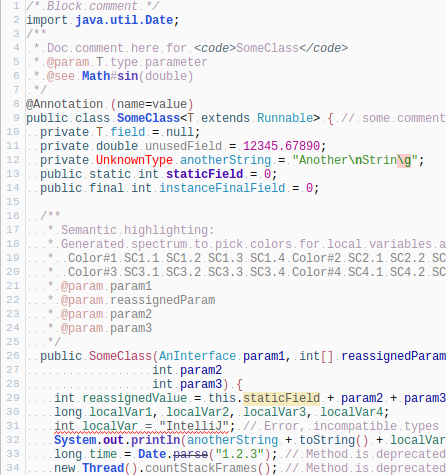 1 /* Block comment */
2 import java.util.Date;
3 /**
4  * Doc comment here for <code>SomeClass</code>
5  * @param T type parameter
6  * @see Math#sin(double)
7  */
8 @Annotation (name=value)
9 public class SomeClass<T extends Runnable> { // some comment
10   private T field = null;
11   private double unusedField = 12345.67890;
12   private UnknownType anotherString = "Another\nStrin\g";
13   public static int staticField = 0;
14   public final int instanceFinalField = 0;
15
16   /**
17    * Semantic highlighting:
18    * Generated spectrum to pick colors for local variables a
19    *  Color#1 SC1.1 SC1.2 SC1.3 SC1.4 Color#2 SC2.1 SC2.2 SC
20    *  Color#3 SC3.1 SC3.2 SC3.3 SC3.4 Color#4 SC4.1 SC4.2 SC
21    * @param param1
22    * @param reassignedParam
23    * @param param2
24    * @param param3
25    */
26   public SomeClass(AnInterface param1, int[] reassignedParam
27                   int param2
28                   int param3) {
29     int reassignedValue = this.staticField + param2 + param3
30     long localVar1, localVar2, localVar3, localVar4;
31     int localVar = "IntelliJ"; // Error, incompatible types
32     System.out.println(anotherString + toString() + localVar
33     long time = Date.parse("1.2.3"); // Method is deprecated
34     new Thread().countStackFrames(); // Method is deprecated